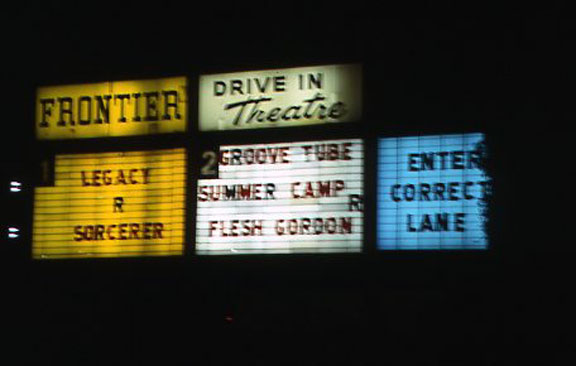 FRONTIER
DRIVE IN
Theatre
1
LEGACY
R
SORCERER
2
GROOVE TUBE
SUMMER CAMP
R
FLESH GORDON
ENTER
CORRECT
LANE